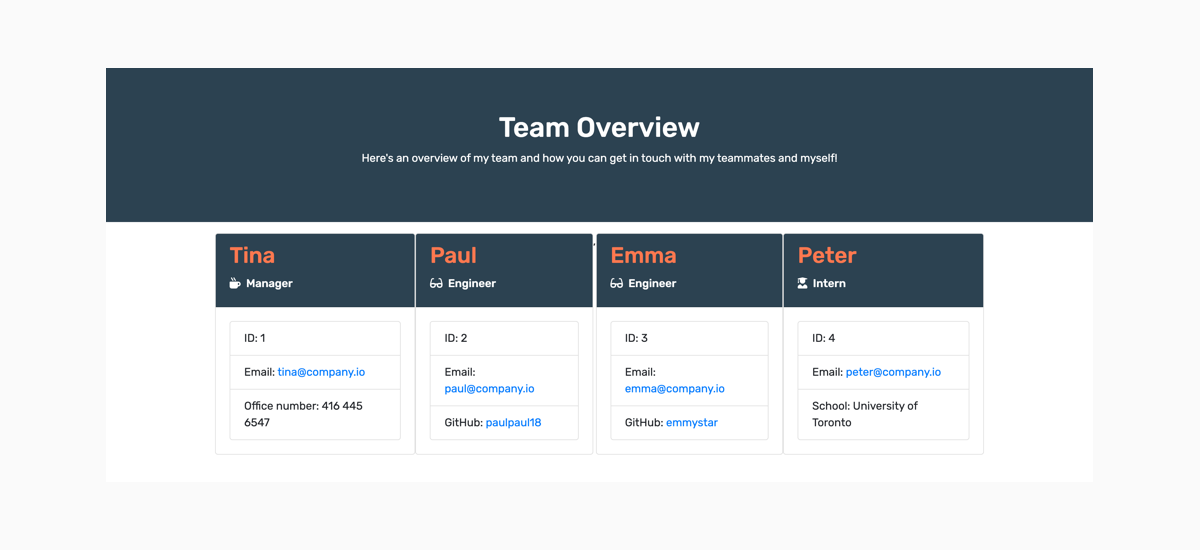 Team Overview
Here's an overview of my team and how you can get in touch with my teammates and myself!
Tina
Manager
ID: 1
Email: tina@company.io
Office number: 416 445
6547
Paul
Engineer
ID: 2
Email:
paul@company.io
GitHub: paulpaul18
,
Emma
Engineer
ID: 3
Email:
emma@company.io
GitHub: emmystar
Peter
Intern
ID: 4
Email: peter@company.io
School: University of
Toronto